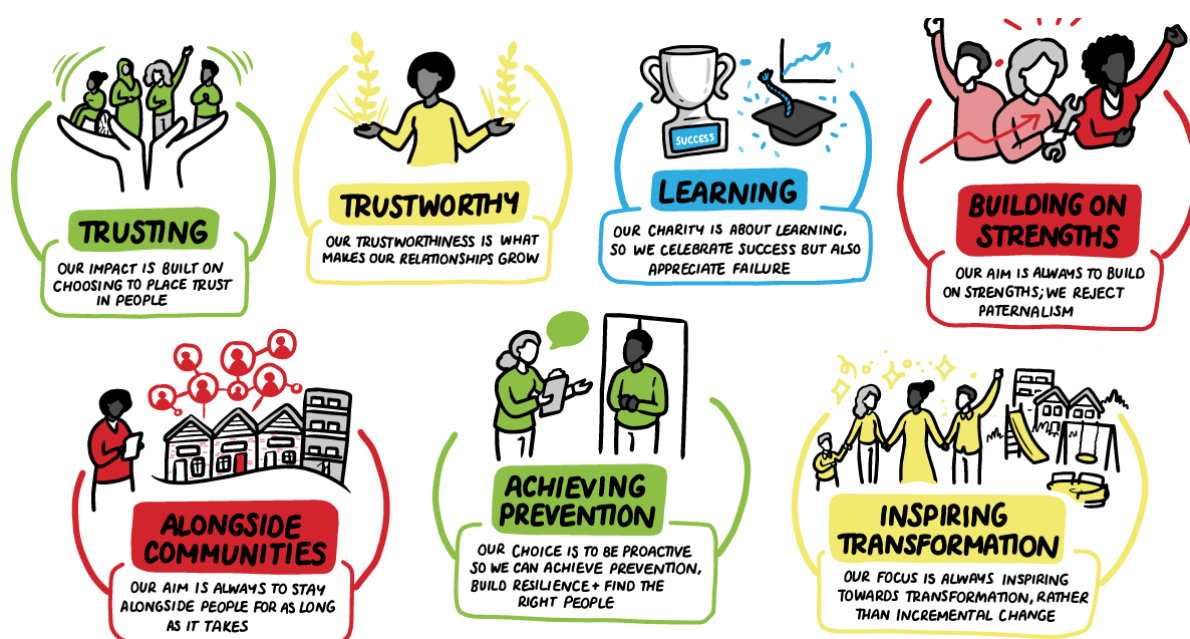 TRUSTING
OUR IMPACT IS BUILT ON
CHOOSING TO PLACE TRUST
IN PEOPLE
TRUSTWORTHY
OUR TRUSTWORTHINESS IS WHAT
MAKES OUR RELATIONSHIPS GROW
SUCCESS
LEARNING
OUR CHARITY IS ABOUT LEARNING,
SO WE CELEBRATE SUCCESS BUT ALSO
APPRECIATE FAILURE
BUILDING ON
STRENGTHS
OUR AIM IS ALWAYS TO BUILD
ON STRENGTHS; WE REJECT
PATERNALISM
ALONGSIDE
COMMUNITIES
OUR AIM IS ALWAYS TO STAY
ALONGSIDE PEOPLE FOR AS LONG
AS IT TAKES
ACHIEVING
PREVENTION
OUR CHOICE IS TO BE PROACTIVE
SO WE CAN ACHIEVE PREVENTION,
BUILD RESILIENCE + FIND THE
RIGHT PEOPLE
INSPIRING
TRANSFORMATION
OUR FOCUS IS ALWAYS INSPIRING
TOWARDS TRANSFORMATION, RATHER
THAN INCREMENTAL CHANGE